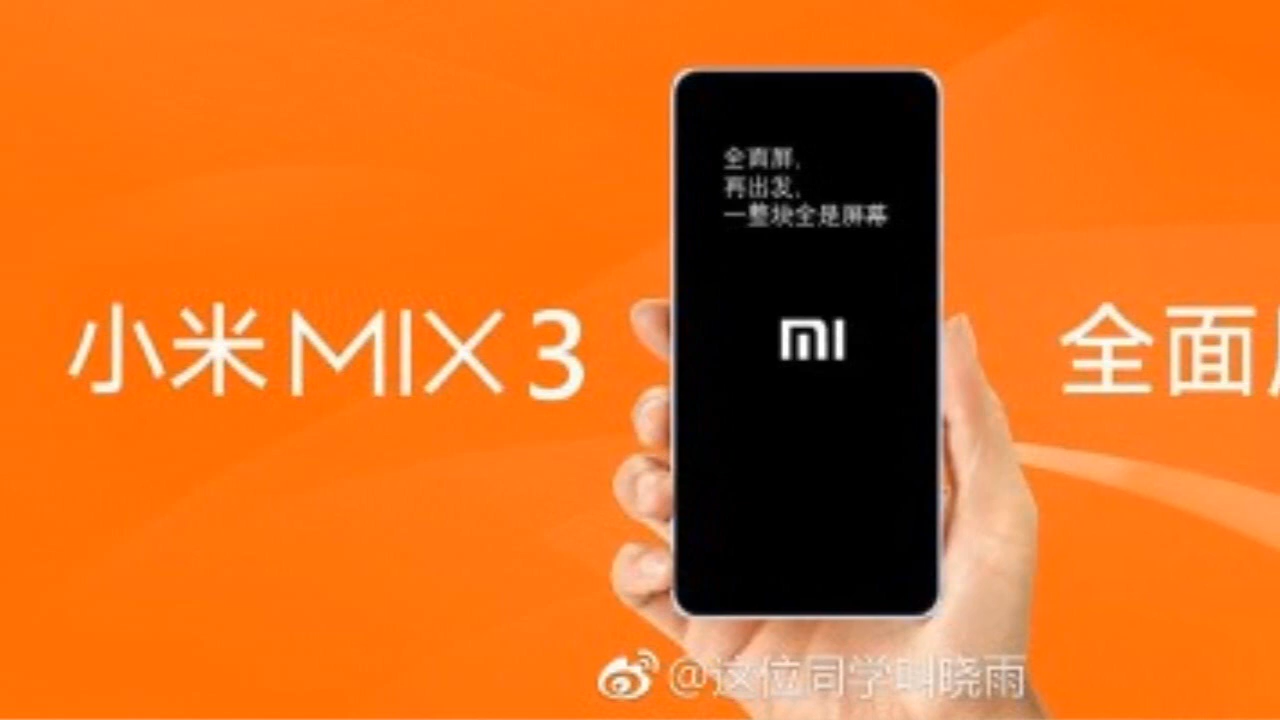 全面屏,
再出发,
一整块全是屏幕
小米MIX 3
mi
全面
@这位同学叫晓雨